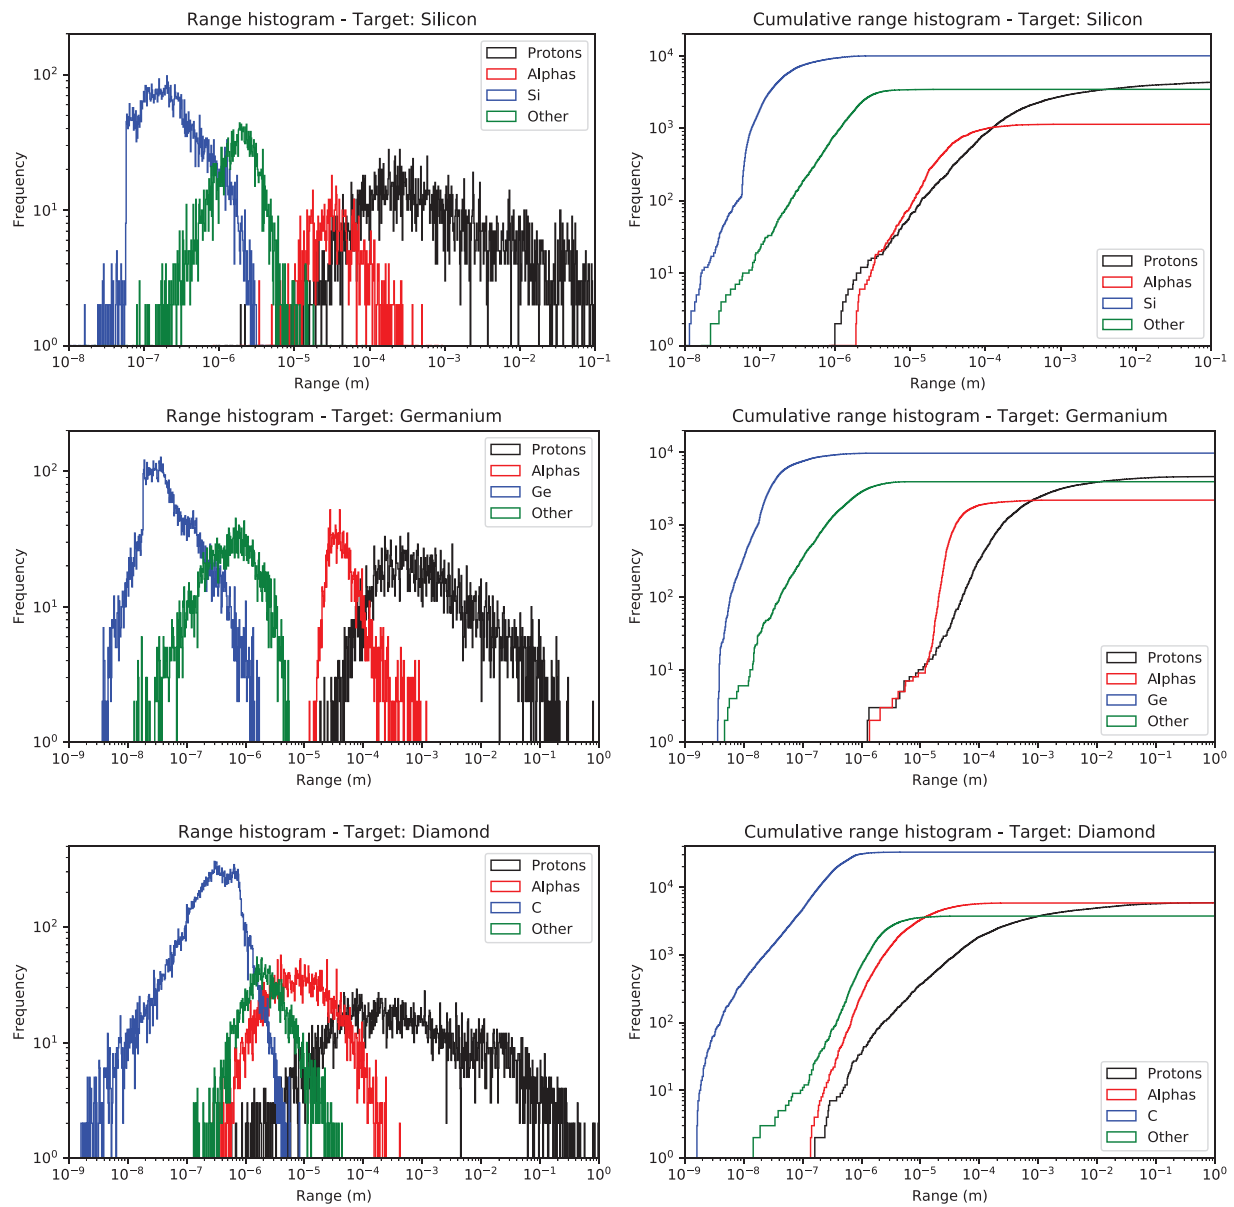 Range histogram - Target: Silicon
Frequency
10² 
10¹
10⁰
10⁻⁸ 10⁻⁷ 10⁻⁶ 10⁻⁵ 10⁻⁴ 10⁻³ 10⁻² 10⁻¹
Range (m)
Protons
Alphas
Si
Other
Cumulative range histogram - Target: Silicon
Frequency
10⁴
10³
10²
10¹
10⁰
10⁻⁸ 10⁻⁷ 10⁻⁶ 10⁻⁵ 10⁻⁴ 10⁻³ 10⁻² 10⁻¹
Range (m)
Protons
Alphas
Si
Other
Range histogram - Target: Germanium
Frequency
10²
10¹
10⁰
10⁻⁹ 10⁻⁸ 10⁻⁷ 10⁻⁶ 10⁻⁵ 10⁻⁴ 10⁻³ 10⁻² 10⁻¹ 10⁰
Range (m)
Protons
Alphas
Ge
Other
Cumulative range histogram - Target: Germanium
Frequency
10⁴
10³
10²
10¹
10⁰
10⁻⁹ 10⁻⁸ 10⁻⁷ 10⁻⁶ 10⁻⁵ 10⁻⁴ 10⁻³ 10⁻² 10⁻¹ 10⁰
Range (m)
Protons
Alphas
Ge
Other
Range histogram - Target: Diamond
Frequency
10²
10¹
10⁰
10⁻⁹ 10⁻⁸ 10⁻⁷ 10⁻⁶ 10⁻⁵ 10⁻⁴ 10⁻³ 10⁻² 10⁻¹ 10⁰
Range (m)
Protons
Alphas
C
Other
Cumulative range histogram - Target: Diamond
Frequency
10⁴
10³
10²
10¹
10⁰
10⁻⁹ 10⁻⁸ 10⁻⁷ 10⁻⁶ 10⁻⁵ 10⁻⁴ 10⁻³ 10⁻² 10⁻¹ 10⁰
Range (m)
Protons
Alphas
C
Other